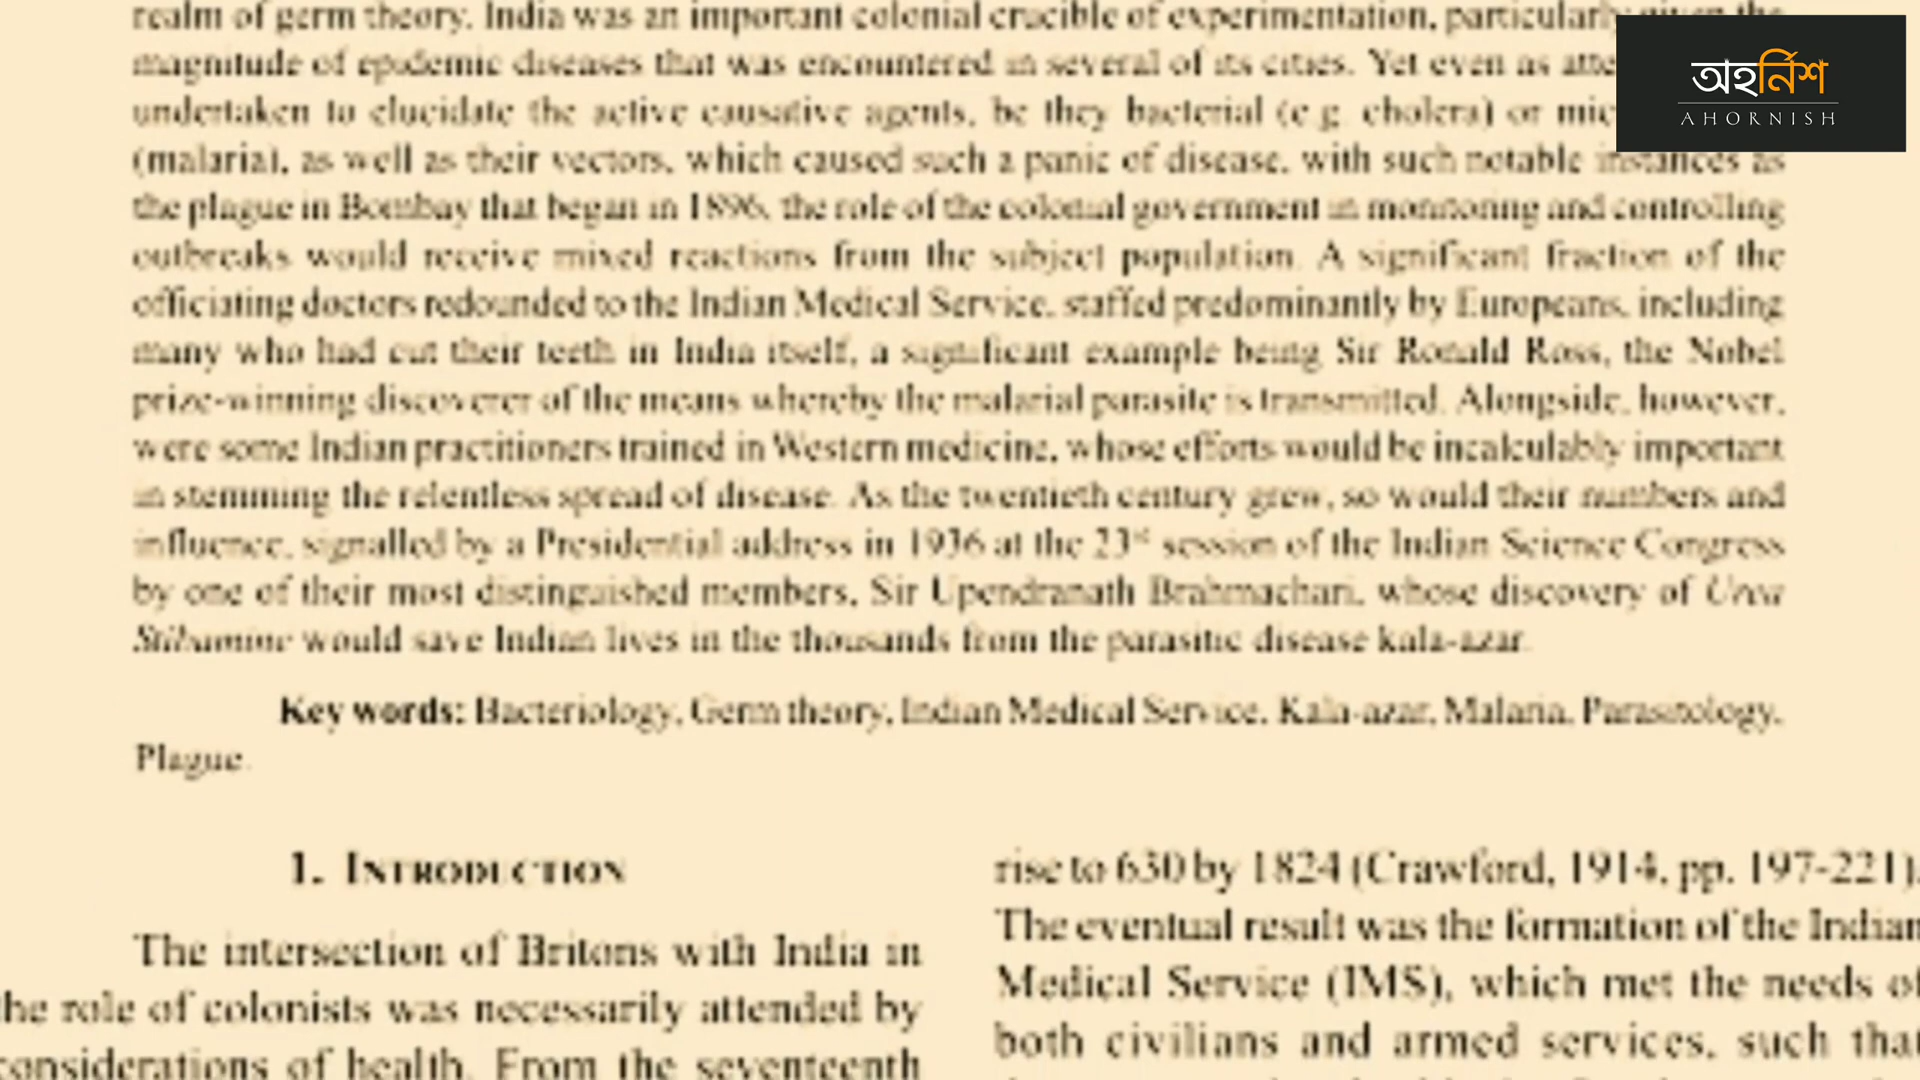 realm of germ theory. India was an important colonial crucible of experimentation, particularly given the
magnitude of epidemic diseases that was encountered in several of its cities. Yet even as
undertaken to elucidate the active causative agents, be they bacterial (e.g. cholera) or
(malaria), as well as their vectors, which caused such a panic of disease, with such notable instances as
the plague in Bombay that began in 1896, the role of the colonial government in monitoring and controlling
outbreaks would receive mixed reactions from the subject population. A significant fraction of the
officiating doctors redounded to the Indian Medical Service, staffed predominantly by Europeans, including
many who had cut their teeth in India itself, a significant example being Sir Ronald Ross, the Nobel
prize-winning discoverer of the means whereby the malarial parasite is transmitted. Alongside, however,
were some Indian practitioners trained in Western medicine, whose efforts would be incalculably important
in stemming the relentless spread of disease. As the twentieth century grew, so would their numbers and
influence, signalled by a Presidential address in 1936 at the 23rd session of the Indian Science Congress
by one of their most distinguished members, Sir Upendranath Brahmachari, whose discovery of Urea
Stibamine would save Indian lives in the thousands from the parasitic disease kala-azar.
Key words: Bacteriology, Germ theory, Indian Medical Service, Kala-azar, Malaria, Parasitology,
Plague.
1. INTRODUCTION
The intersection of Britons with India in
the role of colonists was necessarily attended by
considerations of health. From the seventeenth
rise to 630 by 1824 (Crawford, 1914, pp. 197-221).
The eventual result was the formation of the Indian
Medical Service (IMS), which met the needs of
both civilians and armed services, such that
অহর্নিশ
AHORNISH